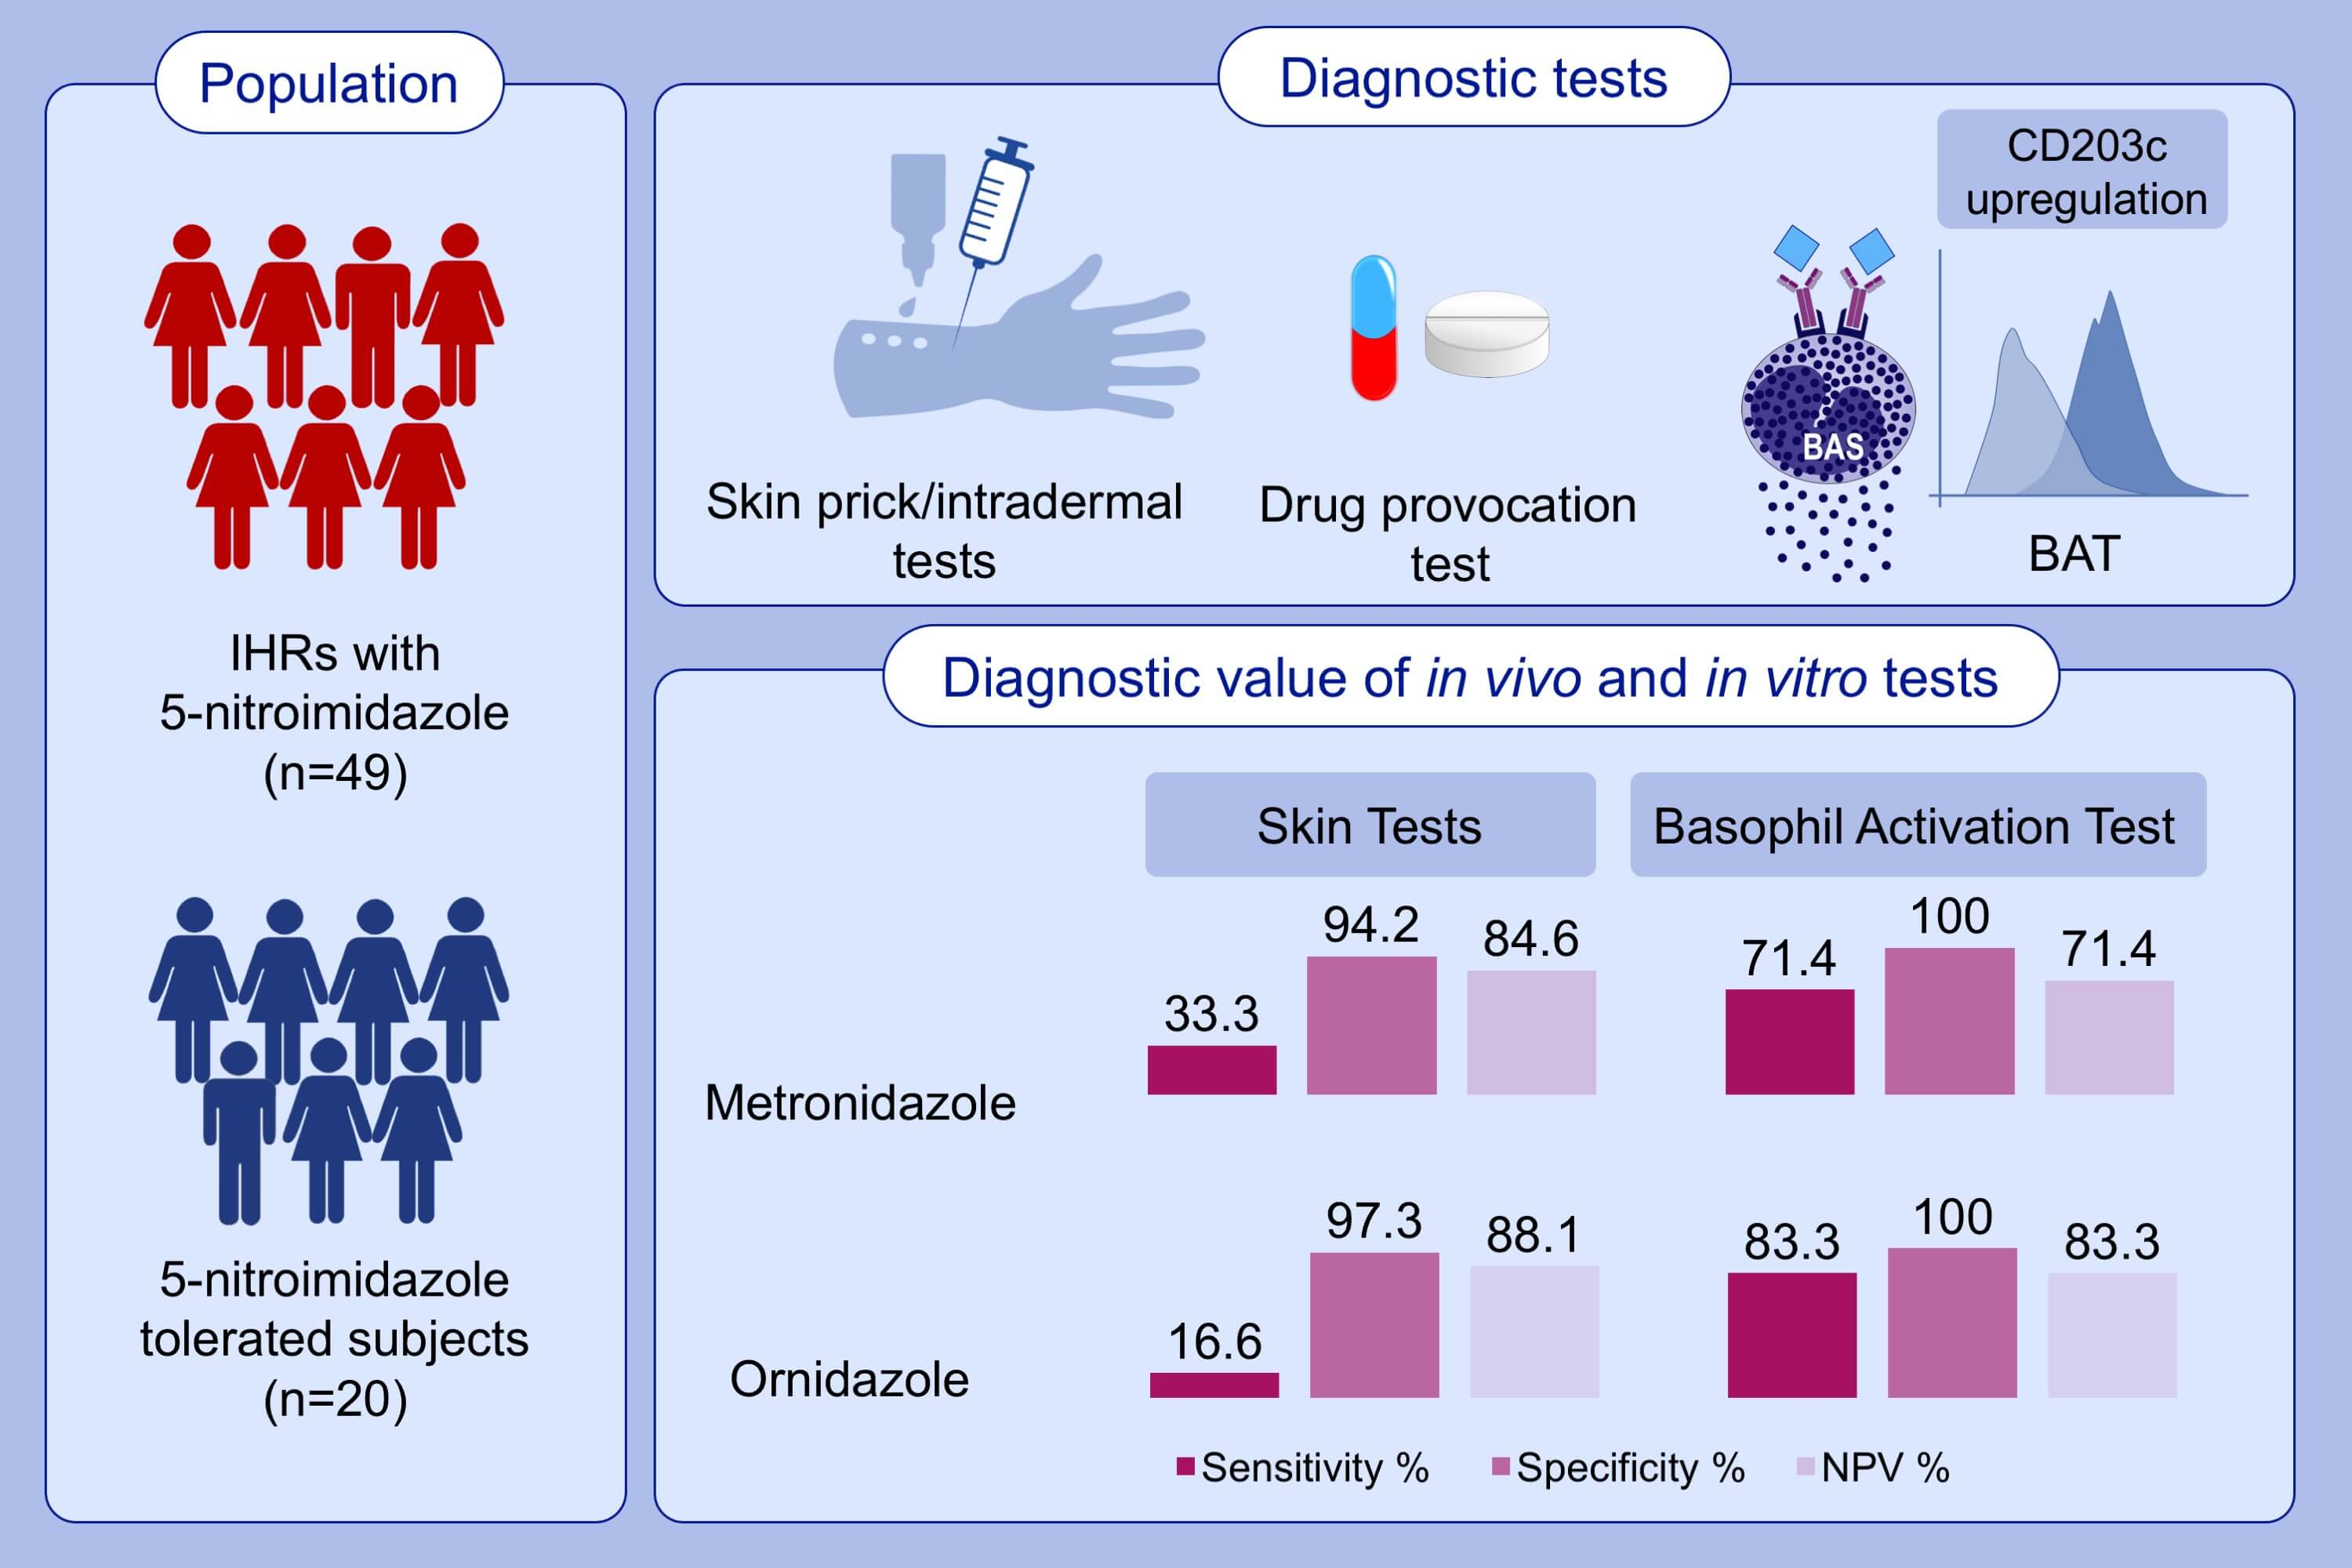 Population
IHRs with
5-nitroimidazole
(n=49)
5-nitroimidazole
tolerated subjects
(n=20)
Diagnostic tests
Skin prick/intradermal
tests
Drug provocation
test
CD203c
upregulation
BAS
BAT
Diagnostic value of in vivo and in vitro tests
Skin Tests
Basophil Activation Test
Metronidazole
33.3
94.2
84.6
71.4
100
71.4
Ornidazole
16.6
97.3
88.1
83.3
100
83.3
Sensitivity %
Specificity %
NPV %